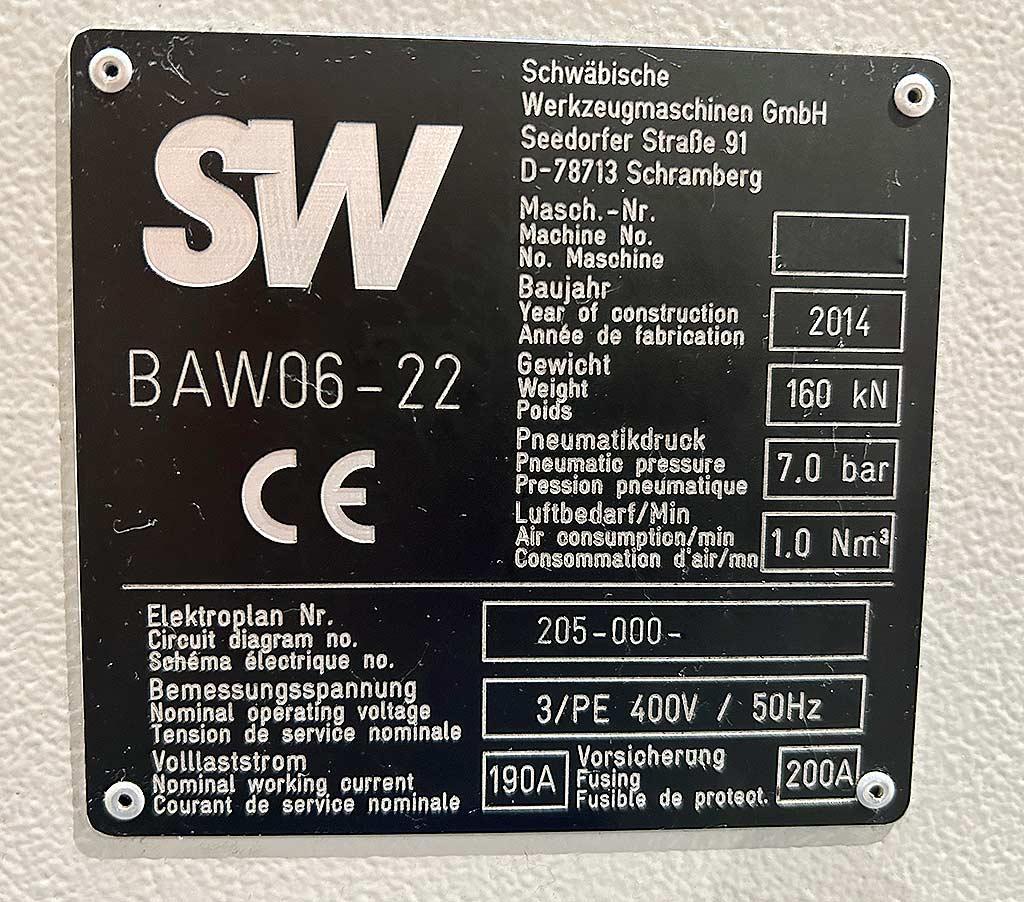 SW
BAW06-22
CE
Schwäbische
Werkzeugmaschinen GmbH
Seedorfer Straße 91
D-78713 Schramberg
Masch.-Nr.
Machine No.
No. Maschine
Baujahr
Year of construction
Année de fabrication
2014
Gewicht
Weight
Poids
160 kN
Pneumatikdruck
Pneumatic pressure
Pression pneumatique
7.0 bar
Luftbedarf/Min
Air consumption/min
Consommation d'air/mn
1.0 Nm³
Elektroplan Nr.
Circuit diagram no.
Schéma électrique no.
205-000-
Bemessungsspannung
Nominal operating voltage
Tension de service nominale
3/PE 400V / 50Hz
Volllaststrom
Nominal working current
Courant de service nominale
190A
Vorsicherung
Fusing
Fusible de protect.
200A